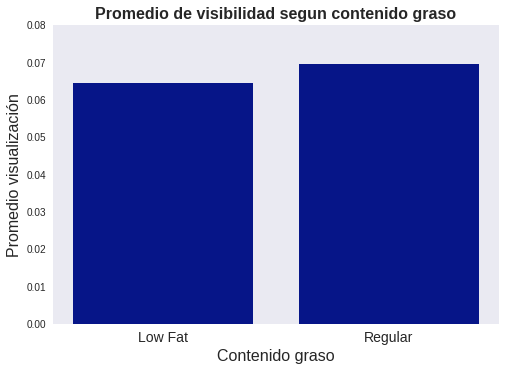 Promedio de visibilidad segun contenido graso
Promedio visualización
0.08
0.07
0.06
0.05
0.04
0.03
0.02
0.01
0.00
Low Fat
Regular
Contenido graso